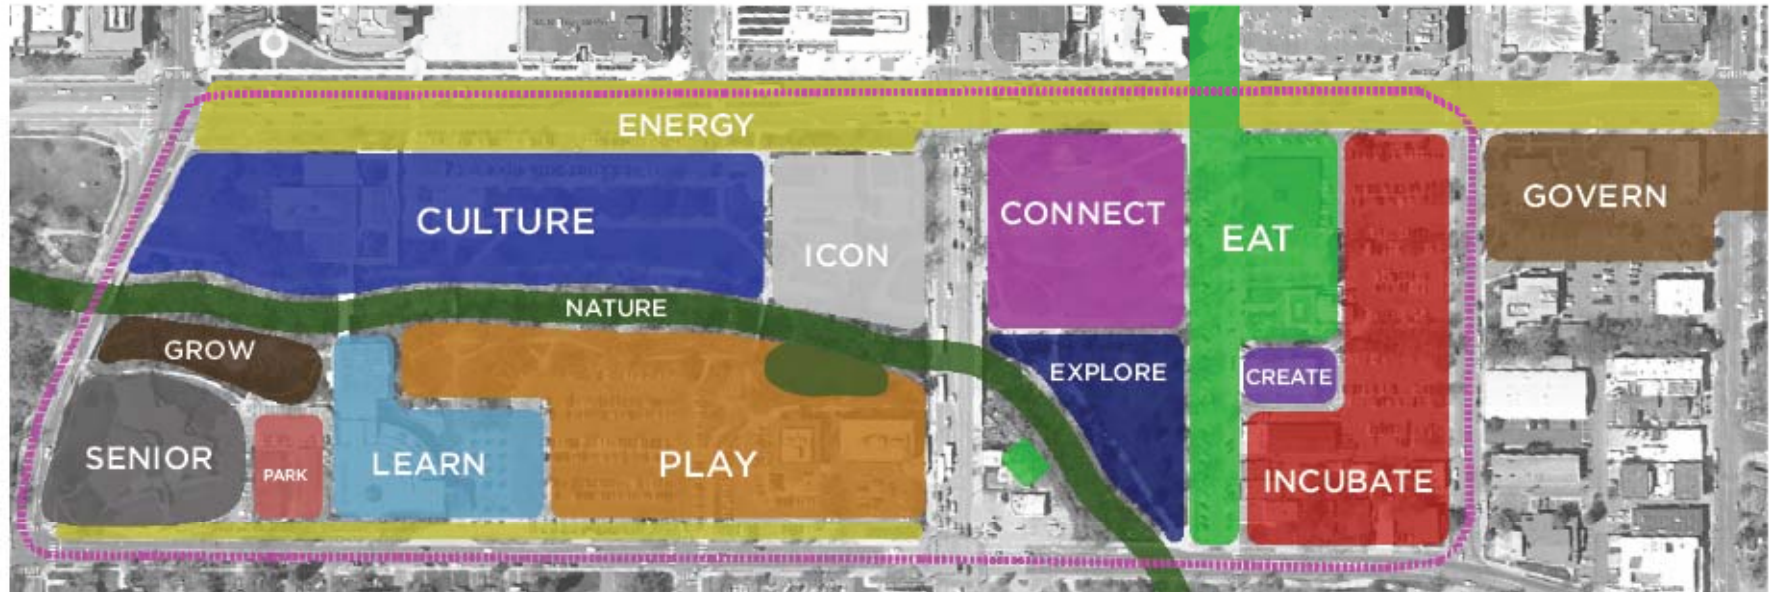 ENERGY
CULTURE
ICON
CONNECT
EAT
GOVERN
NATURE
GROW
EXPLORE
CREATE
SENIOR
PARK
LEARN
PLAY
INCUBATE